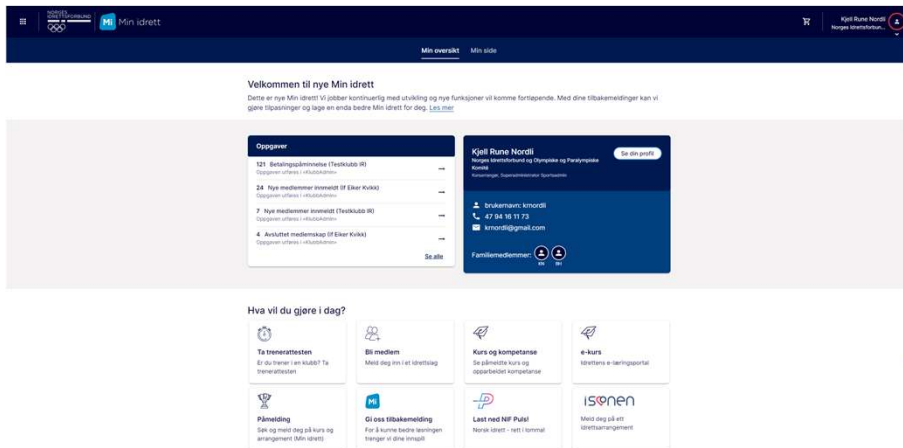 NORGES
IDRETTSFORBUND
Mi Min idrett
Kjell Rune Nordli
Norges Idrettsforbun...
Min oversikt Min side
Velkommen til nye Min idrett
Dette er nye Min idrett! Vi jobber kontinuerlig med utvikling og nye funksjoner vil komme fortløpende. Med dine tilbakemeldinger kan vi
gjøre tilpasninger og lage en enda bedre Min idrett for deg. Les mer
Oppgaver
121 Betalingspåminnelse (Testklubb IR)
Oppgaven utføres i «KlubbAdmin»
24 Nye medlemmer innmeldt (If Eiker Kvikk)
Oppgaven utføres i «KlubbAdmin»
7 Nye medlemmer innmeldt (Testklubb IR)
Oppgaven utføres i «KlubbAdmin»
4 Avsluttet medlemskap (If Eiker Kvikk)
Oppgaven utføres i «KlubbAdmin»
Se alle
Kjell Rune Nordli
Se din profil
Norges Idrettsforbund og Olympiske og Paralympiske
Komité
Konsernangar, Superadministrator Sportsadmin
brukernavn: krnordli
47 94 16 11 73
krnordli@gmail.com
Familiemedlemmer:
KN
Hva vil du gjøre i dag?
Ta trenerattesten
Er du trener i en klubb? Ta
trenerattesten
Bli medlem
Meld deg inn i et idrettslag
Kurs og kompetanse
Se påmeldte kurs og
opparbeidet kompetanse
e-kurs
Idrettens e-læringsportal
Påmelding
Søk og meld deg på kurs og
arrangement (Min idrett)
Mi
Gi oss tilbakemelding
For å kunne bedre løsningen
trenger vi dine innspill
Last ned NIF Puls!
Norsk idrett - rett i lomma!
isonen
Meld deg på ett
idrettsarrangement